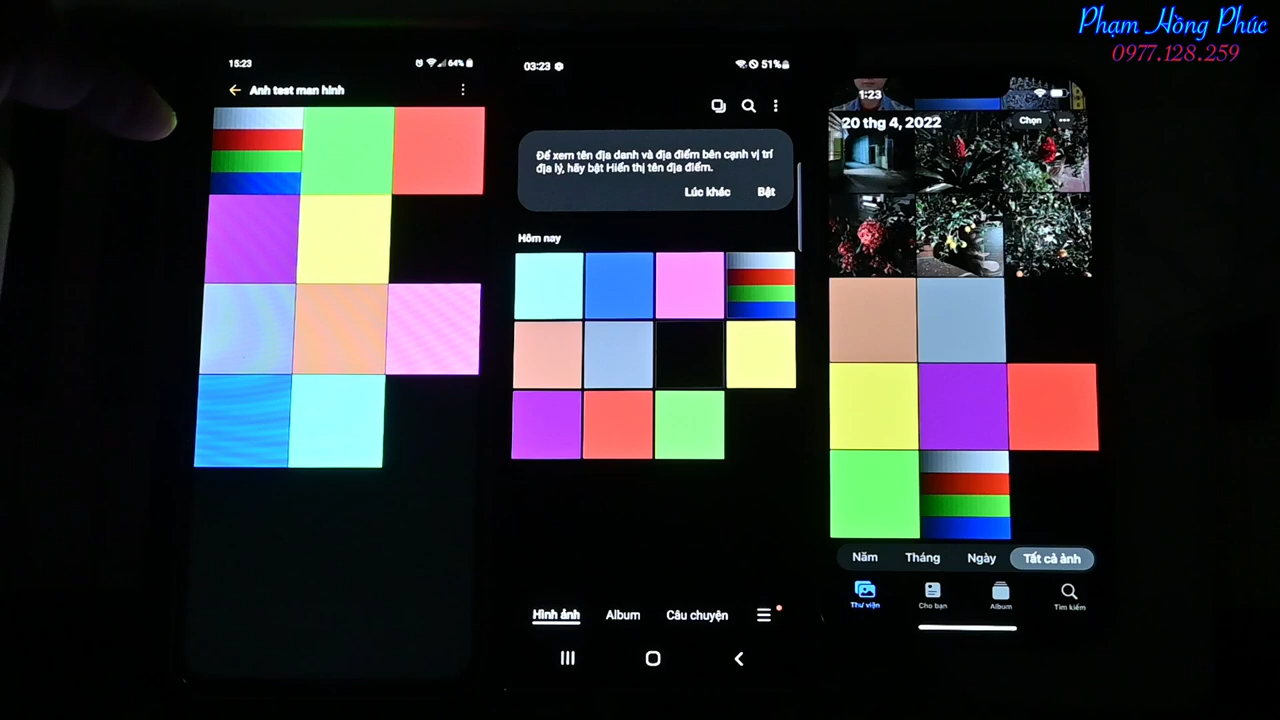 Phạm Hồng Phúc
0977.128.259
15:23
64%
Anh test man hinh
03:23
51%
Để xem tên địa danh và địa điểm bên cạnh vị trí
địa lý, hãy bật Hiển thị tên địa điểm.
Lúc khác
Bật
Hôm nay
Hình ảnh
Album
Câu chuyện
1:23
20 thg 4, 2022
Chọn
Năm
Tháng
Ngày
Tất cả ảnh
Thư viện
Cho bạn
Album
Tìm kiếm